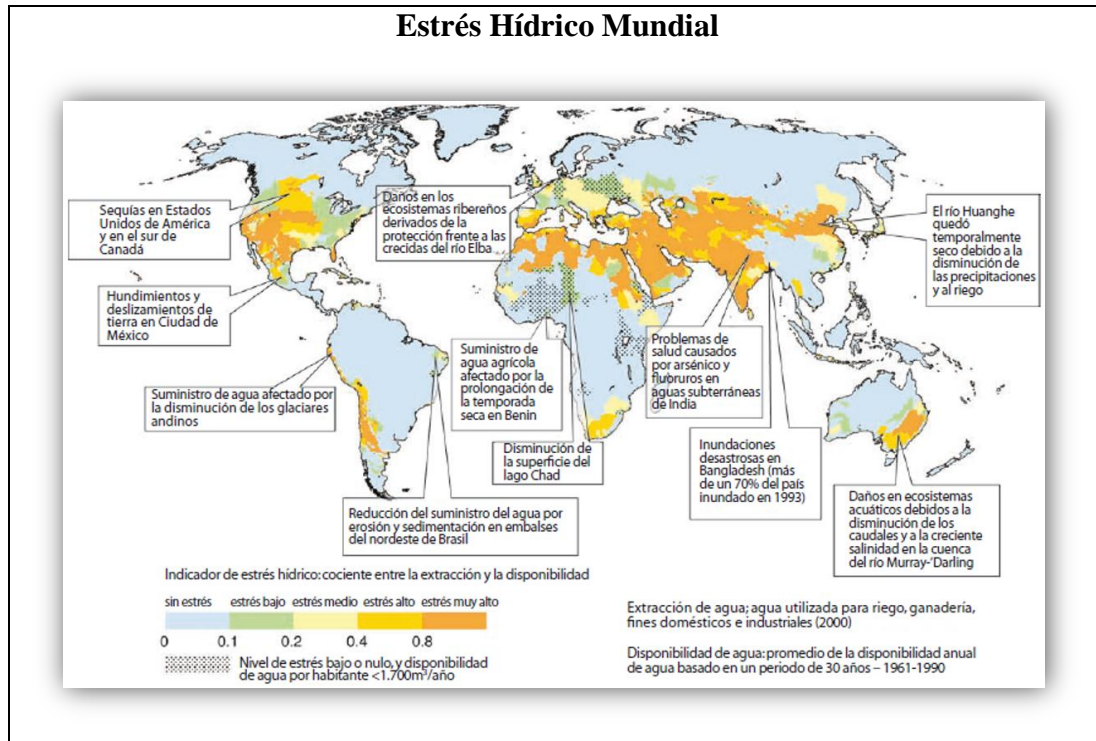 Estrés Hídrico Mundial
Sequías en Estados
Unidos de América
y en el sur de
Canadá
Daños en los
ecosistemas ribereños
derivados de la
protección frente a las
crecidas del río Elba
El río Huanghe
quedó
temporalmente
seco debido a la
disminución de
las precipitaciones
y al riego
Hundimientos y
deslizamientos de
tierra en Ciudad de
México
Suministro de
agua agrícola
afectado por la
prolongación de
la temporada
seca en Benin
Problemas de
salud causados
por arsénico y
fluoruros en
aguas subterráneas
de India
Suministro de agua afectado por
la disminución de los glaciares
andinos
Disminución de
la superficie del
lago Chad
Inundaciones
desastrosas en
Bangladesh (más
de un 70% del país
inundado en 1993)
Daños en ecosistemas
acuáticos debidos a la
disminución de los
caudales y a la creciente
salinidad en la cuenca
del río Murray-'Darling
Reducción del suministro del agua por
erosión y sedimentación en embalses
del nordeste de Brasil
Indicador de estrés hídrico: cociente entre la extracción y la disponibilidad
sin estrés estrés bajo estrés medio estrés alto estrés muy alto
0 0.1 0.2 0.4 0.8
Nivel de estrés bajo o nulo, y disponibilidad
de agua por habitante <1.700m³/año
Extracción de agua; agua utilizada para riego, ganadería,
fines domésticos e industriales (2000)
Disponibilidad de agua: promedio de la disponibilidad anual
de agua basado en un periodo de 30 años – 1961-1990